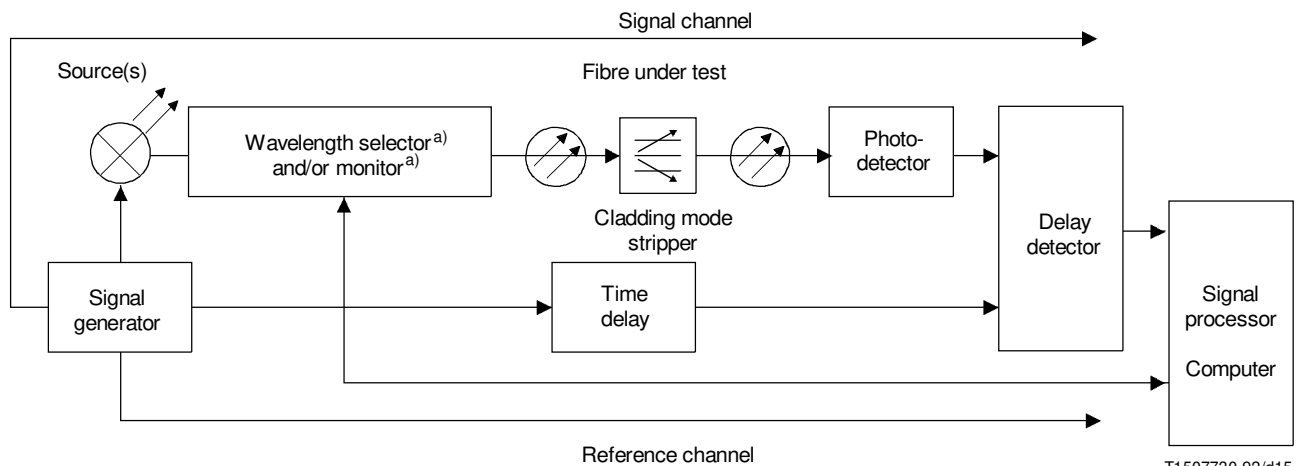 Signal channel
Source(s)
Fibre under test
Wavelength selector a)
and/or monitor a)
Photo-
detector
Cladding mode
stripper
Delay
detector
Signal
generator
Time
delay
Signal
processor
Computer
Reference channel